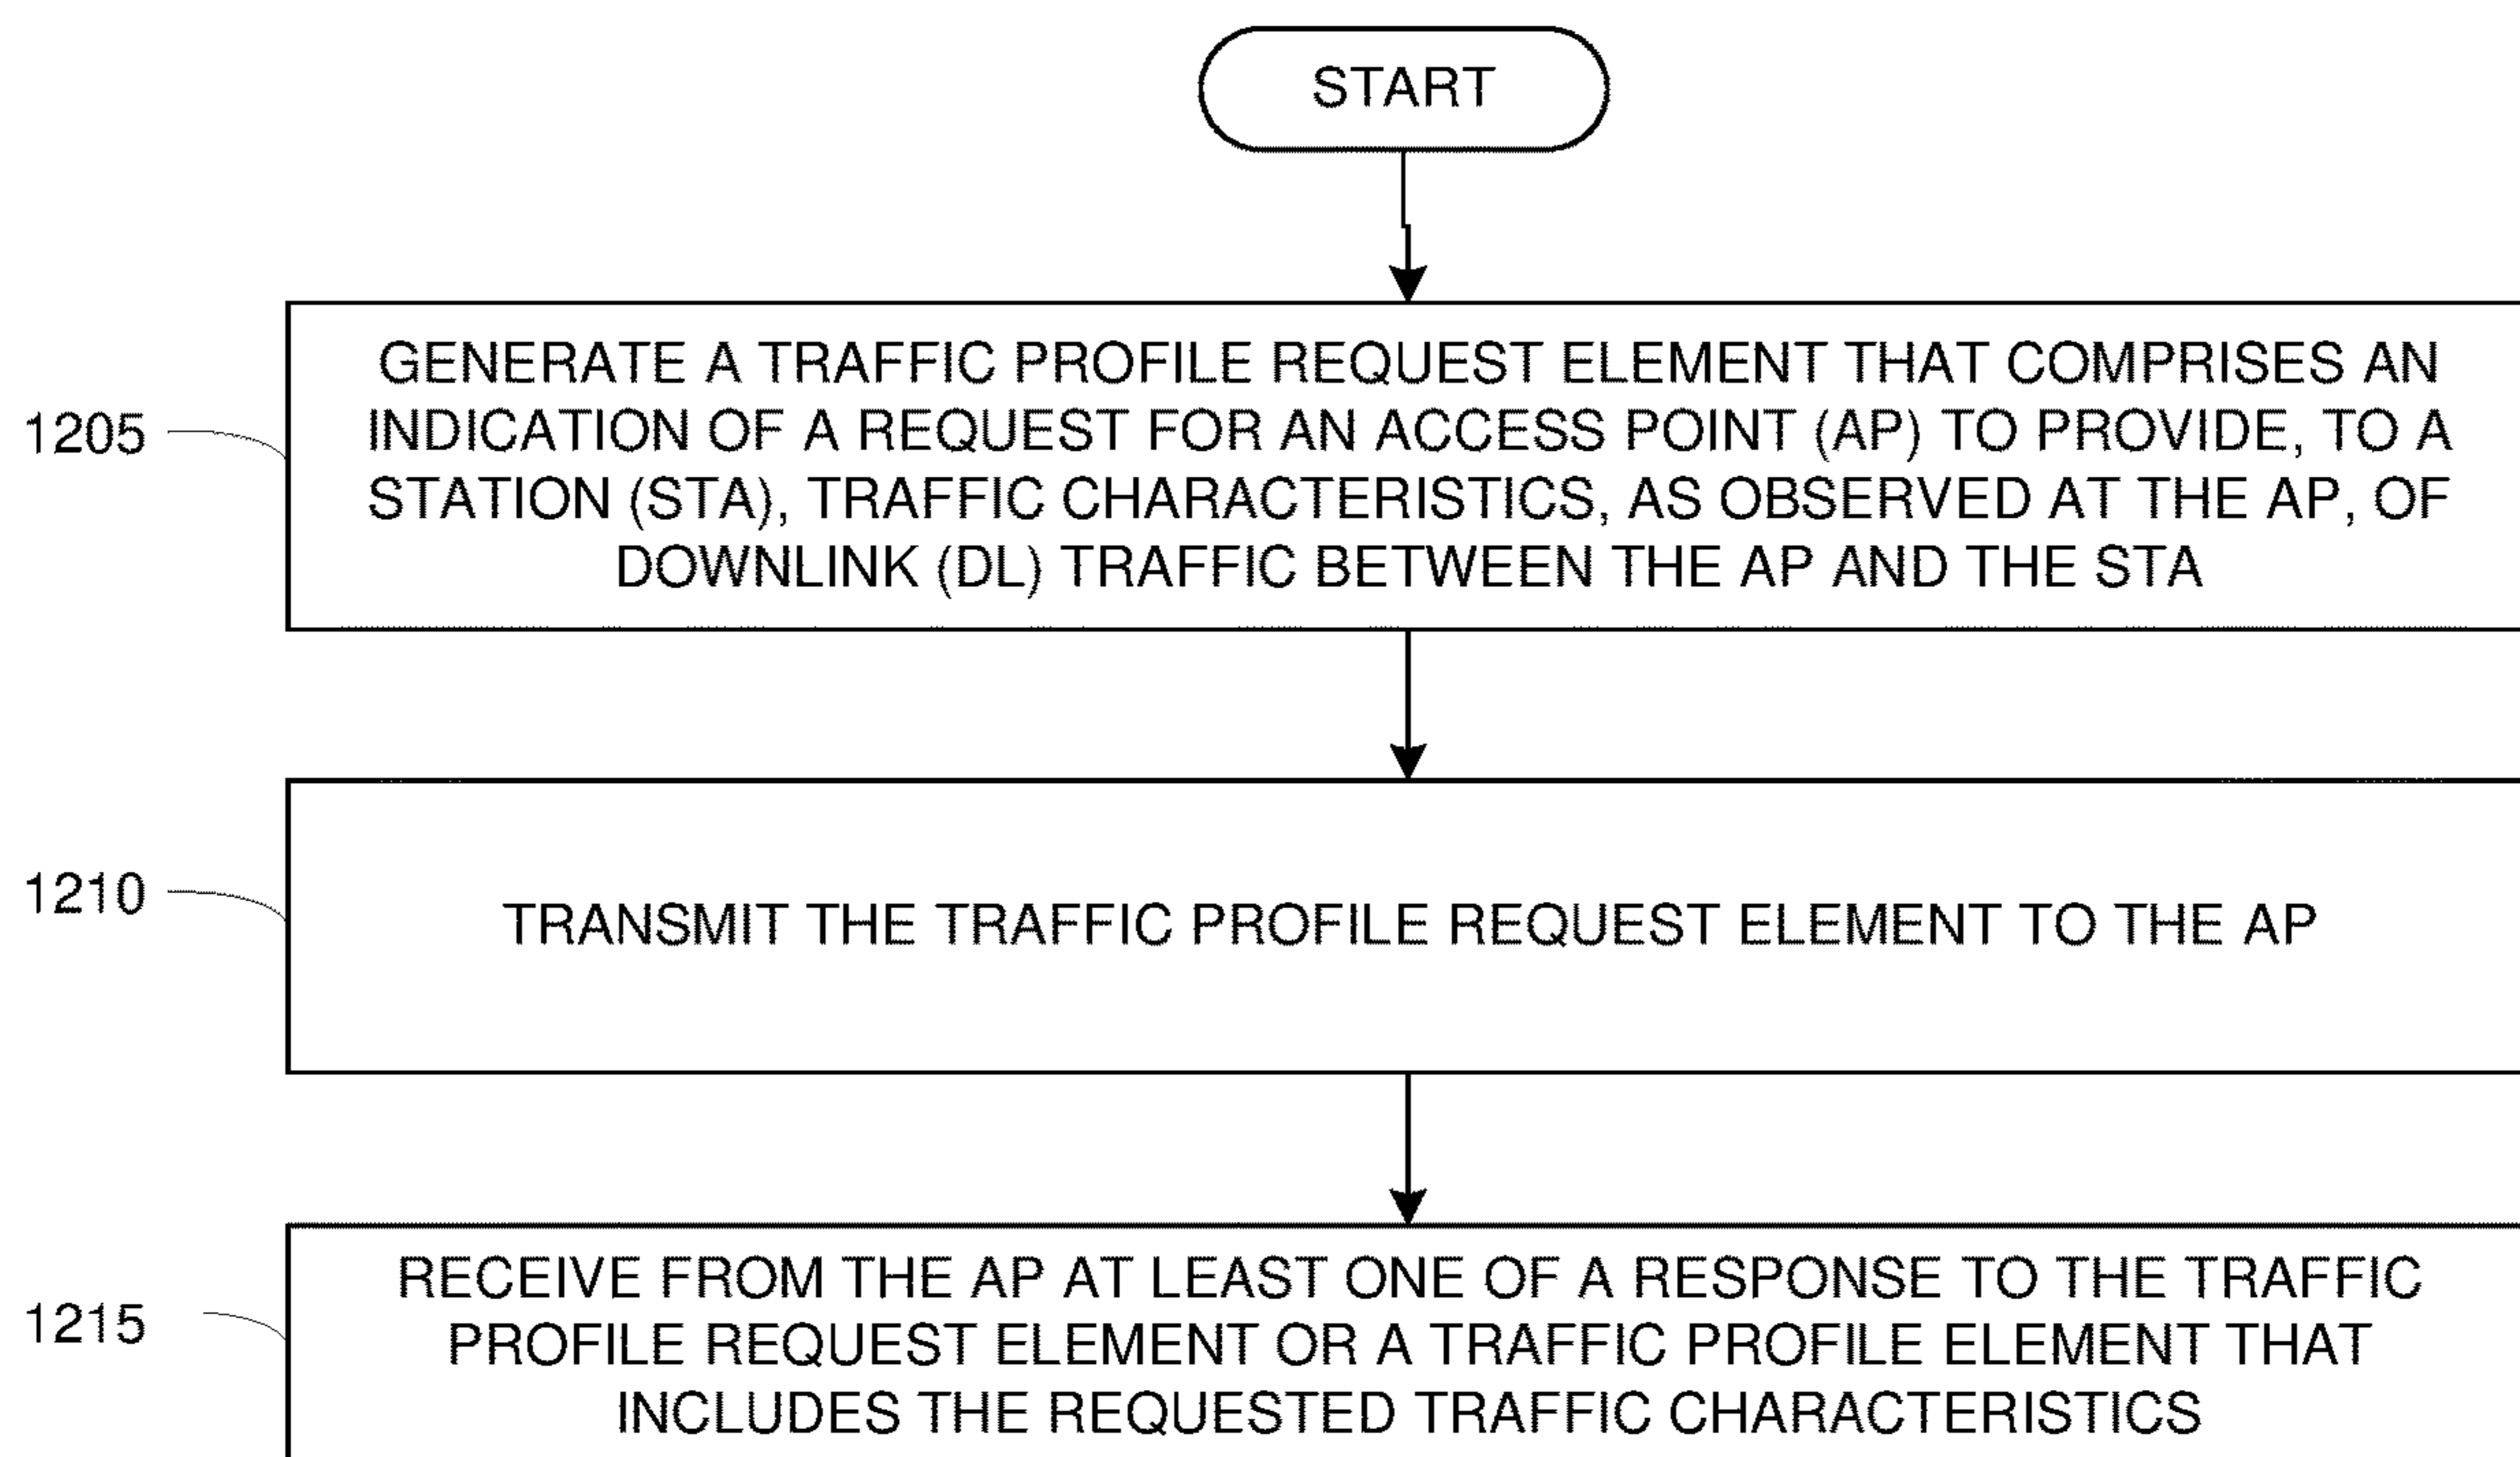 START
1205
GENERATE A TRAFFIC PROFILE REQUEST ELEMENT THAT COMPRISES AN
INDICATION OF A REQUEST FOR AN ACCESS POINT (AP) TO PROVIDE, TO A
STATION (STA), TRAFFIC CHARACTERISTICS, AS OBSERVED AT THE AP, OF
DOWNLINK (DL) TRAFFIC BETWEEN THE AP AND THE STA
1210
TRANSMIT THE TRAFFIC PROFILE REQUEST ELEMENT TO THE AP
1215
RECEIVE FROM THE AP AT LEAST ONE OF A RESPONSE TO THE TRAFFIC
PROFILE REQUEST ELEMENT OR A TRAFFIC PROFILE ELEMENT THAT
INCLUDES THE REQUESTED TRAFFIC CHARACTERISTICS